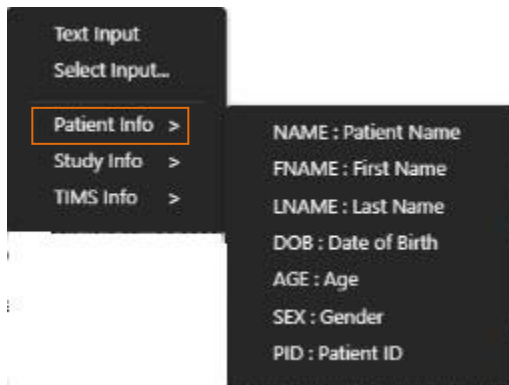 Text Input
Select Input...
Patient Info >
Study Info >
TIMS Info >
NAME : Patient Name
FNAME : First Name
LNAME : Last Name
DOB : Date of Birth
AGE : Age
SEX : Gender
PID : Patient ID